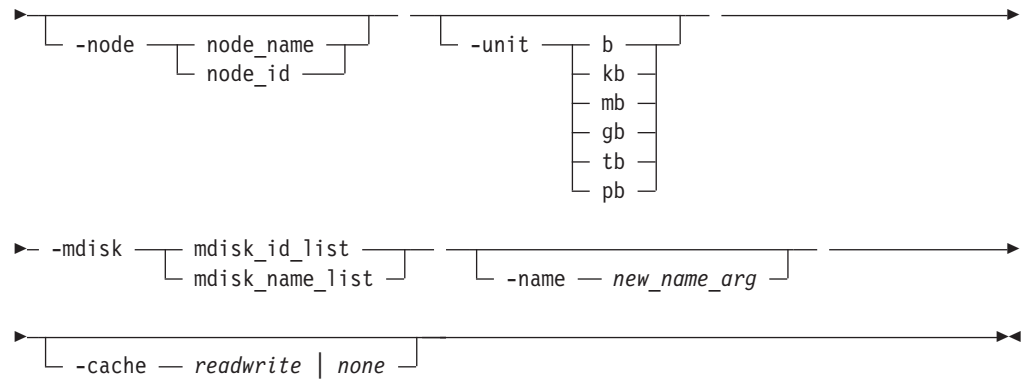 -node node_name
node_id
-unit b
kb
mb
gb
tb
pb
-mdisk mdisk_id_list
mdisk_name_list
-name new_name_arg
-cache readwrite | none